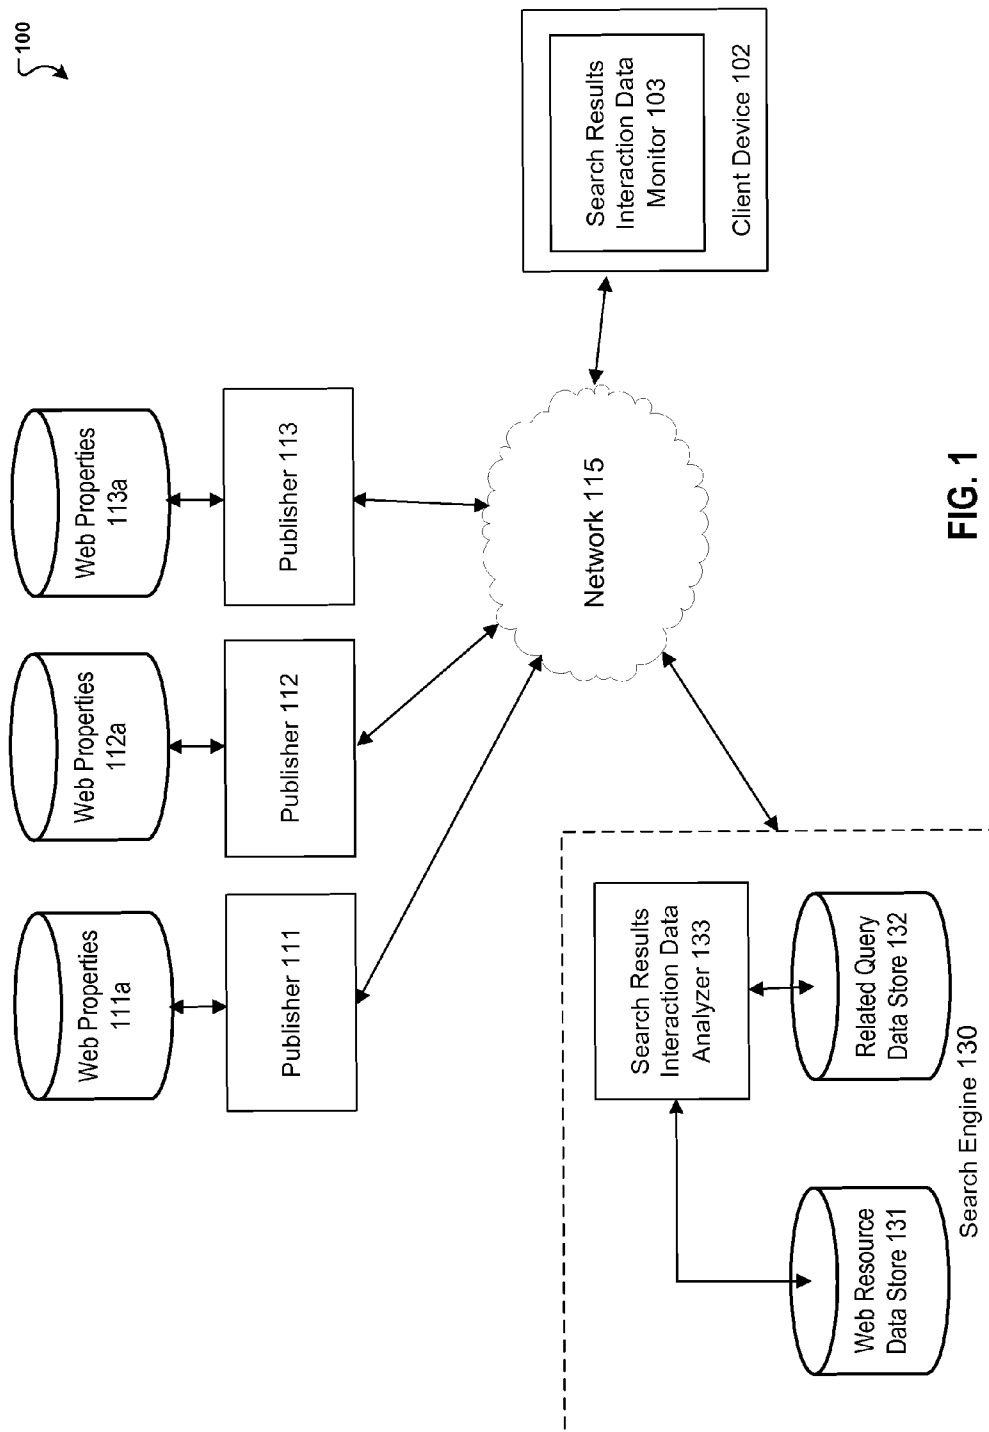 100
Web Properties
111a
Web Properties
112a
Web Properties
113a
Publisher 111
Publisher 112
Publisher 113
Network 115
Search Results
Interaction Data
Monitor 103
Client Device 102
Search Results
Interaction Data
Analyzer 133
Web Resource
Data Store 131
Related Query
Data Store 132
Search Engine 130
FIG. 1